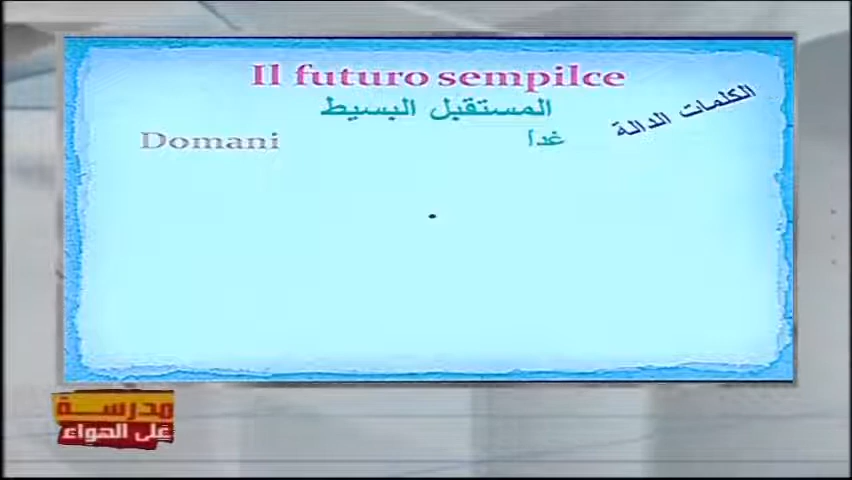 Il futuro sempilce
المستقبل البسيط
الكلمات الدالة
Domani
غداً
مدرسة
على الهواء